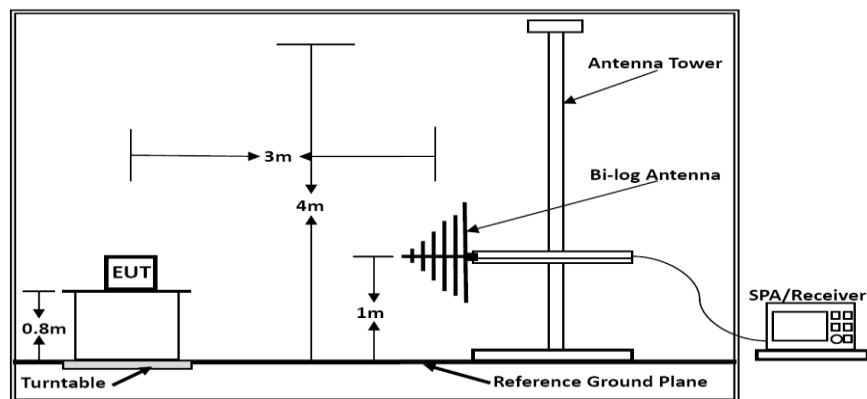 Antenna Tower
3m
Bi-log Antenna
4m
EUT
SPA/Receiver
0.8m
1m
Turntable
Reference Ground Plane